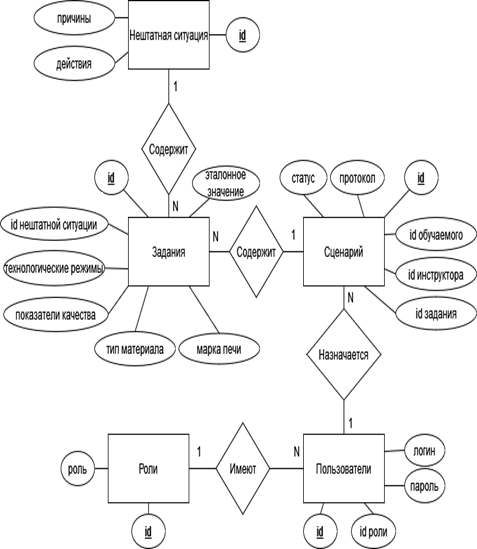 причины
Нештатная ситуация
id
действия
1
Содержит
id
эталонное
значение
статус
протокол
id
N
id нештатной ситуации
Задания
N
Содержит
1
Сценарий
id обучаемого
технологические режимы
id инструктора
показатели качества
N
id задания
тип материала
марка печи
Назначается
1
роль
Роли
1
Имеют
N
Пользователи
логин
пароль
id
id
id роли